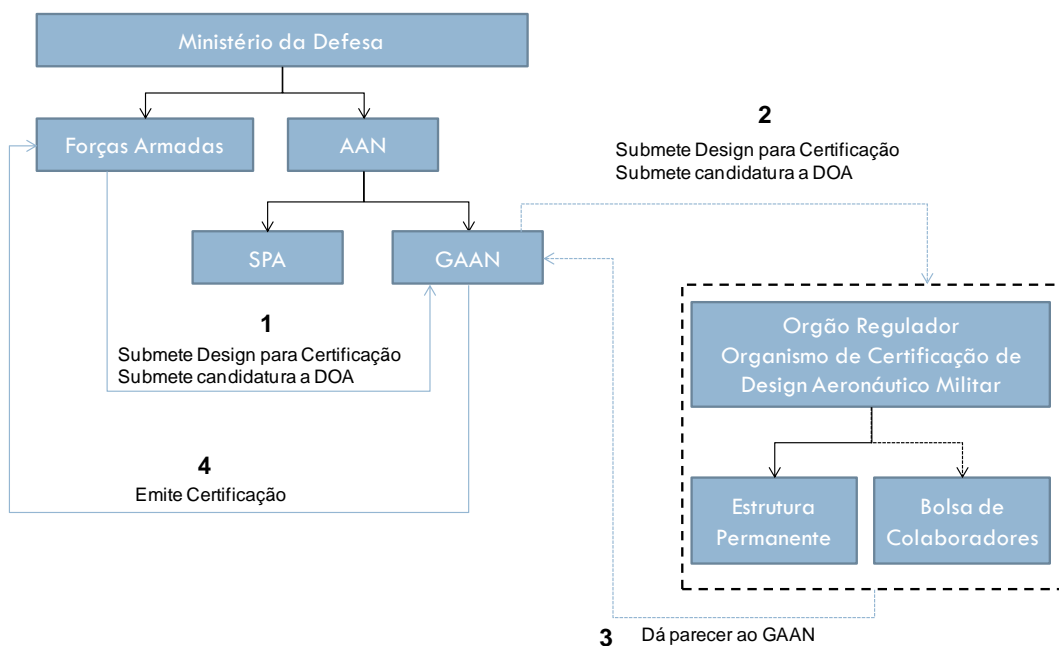 Ministério da Defesa
Forças Armadas
AAN
2
Submete Design para Certificação
Submete candidatura a DOA
SPA
GAAN
1
Submete Design para Certificação
Submete candidatura a DOA
Orgão Regulador
Organismo de Certificação de
Design Aeronáutico Militar
4
Emite Certificação
Estrutura
Permanente
Bolsa de
Colaboradores
3 Dá parecer ao GAAN